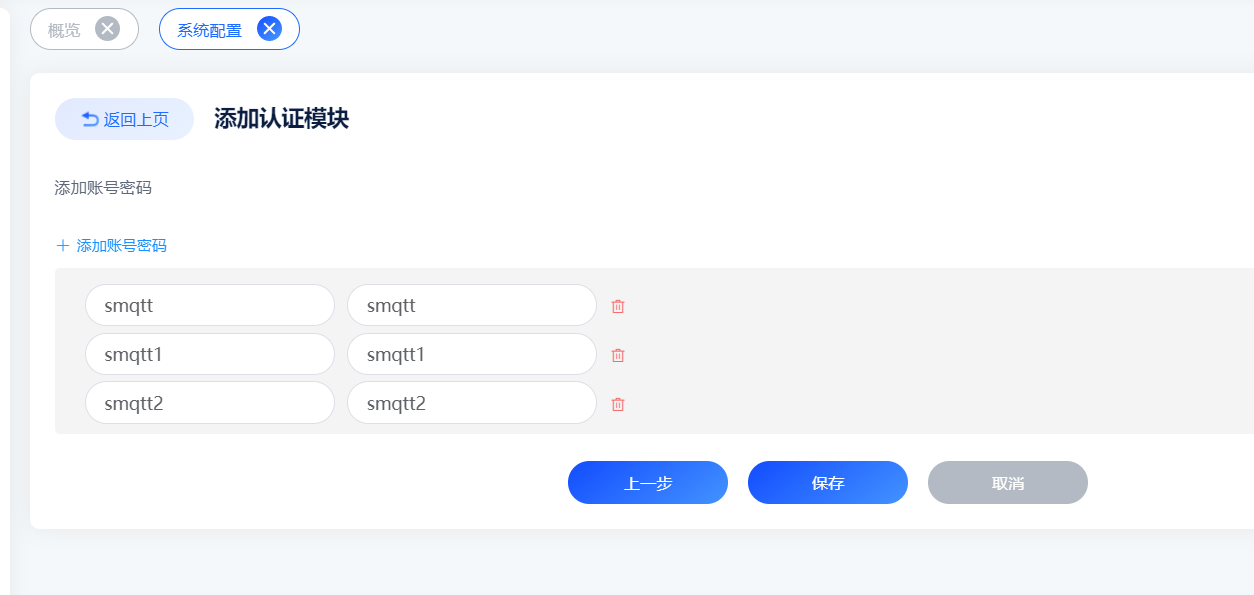 概览 系统配置
返回上页 添加认证模块
添加账号密码
添加账号密码
smqtt smqtt
smqtt1 smqtt1
smqtt2 smqtt2
上一步 保存 取消